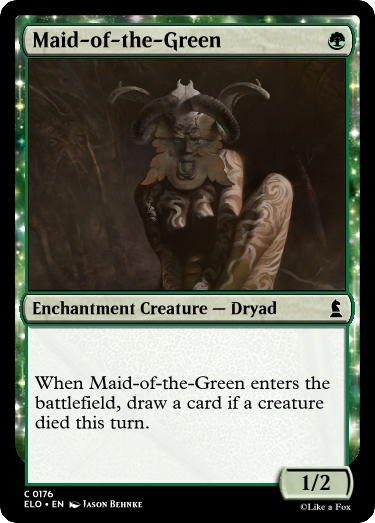 Maid-of-the-Green
Enchantment Creature — Dryad
When Maid-of-the-Green enters the
battlefield, draw a card if a creature
died this turn.
1/2
C 0176
ELO • EN Jason Behnke
©Like a Fox